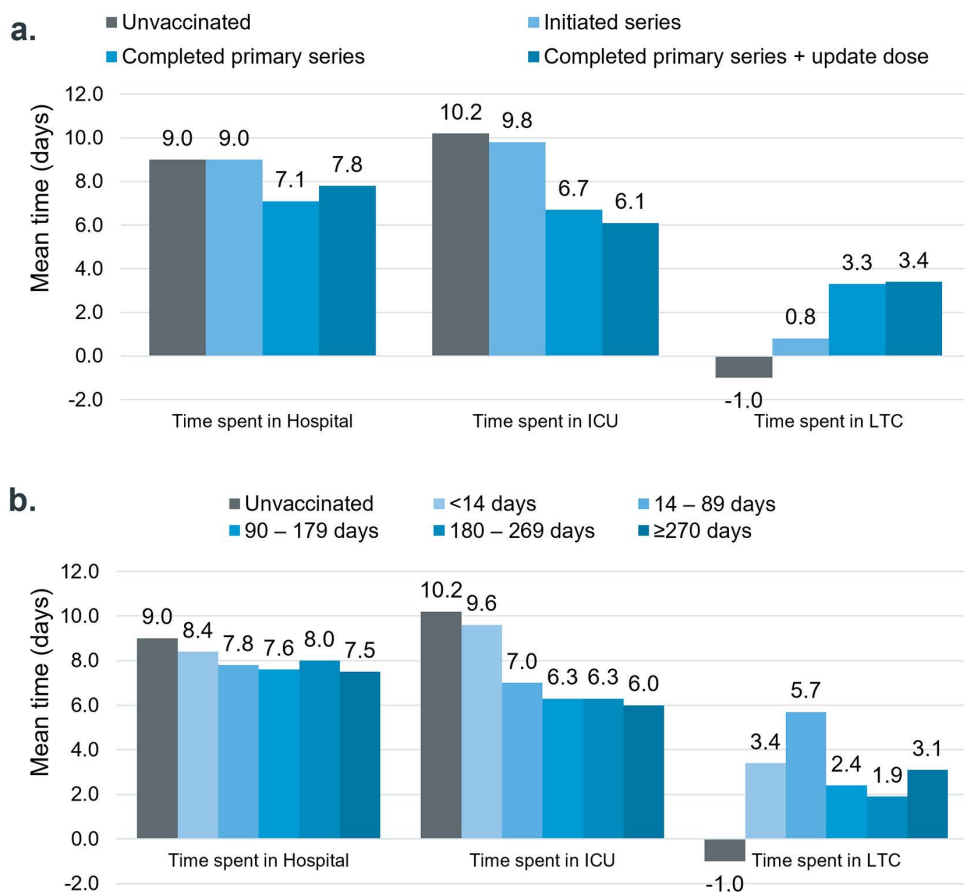 a.
Unvaccinated
Initiated series
Completed primary series
Completed primary series + update dose
Mean time (days)
12.0
10.0
8.0
6.0
4.0
2.0
0.0
-2.0
9.0
9.0
7.1
7.8
10.2
9.8
6.7
6.1
-1.0
0.8
3.3
3.4
Time spent in Hospital
Time spent in ICU
Time spent in LTC
b.
Unvaccinated
<14 days
14 – 89 days
90 – 179 days
180 – 269 days
≥270 days
Mean time (days)
12.0
10.0
8.0
6.0
4.0
2.0
0.0
-2.0
9.0
8.4
7.8
7.6
8.0
7.5
10.2
9.6
7.0
6.3
6.3
6.0
-1.0
3.4
5.7
2.4
1.9
3.1
Time spent in Hospital
Time spent in ICU
Time spent in LTC